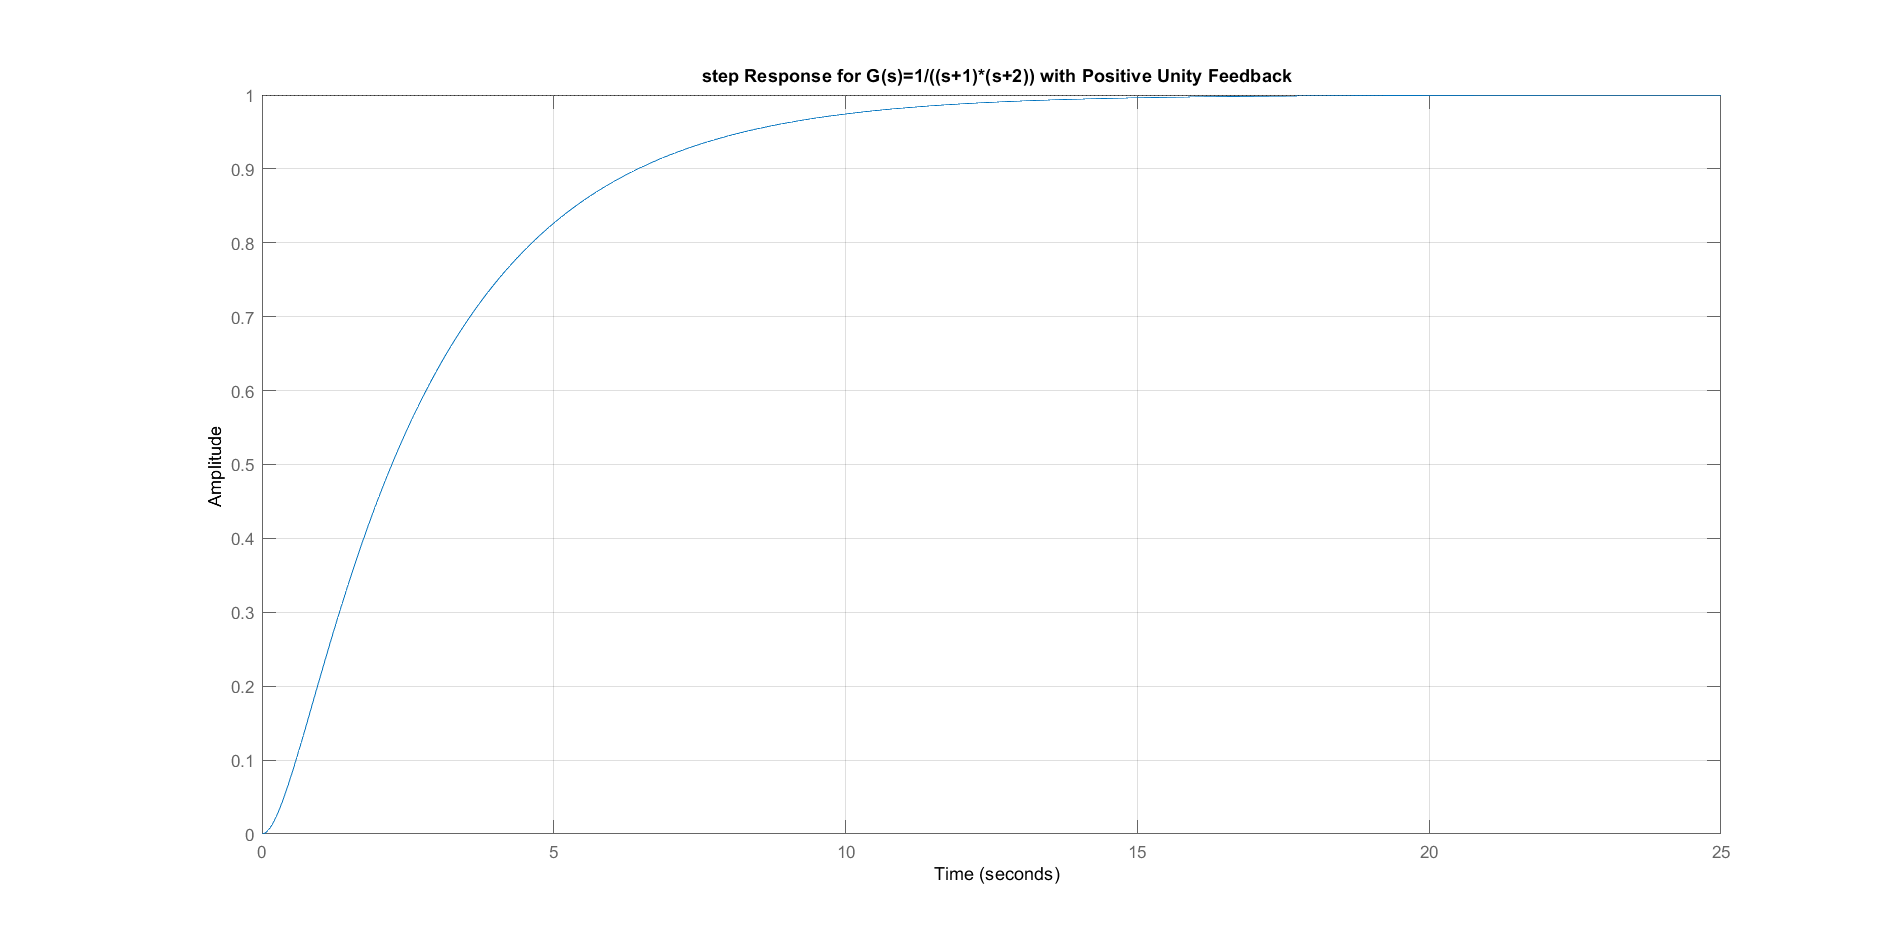 step Response for G(s)=1/((s+1)*(s+2)) with Positive Unity Feedback
1
0.9
0.8
0.7
0.6
0.5
0.4
0.3
0.2
0.1
0
Amplitude
0 5 10 15 20 25
Time (seconds)